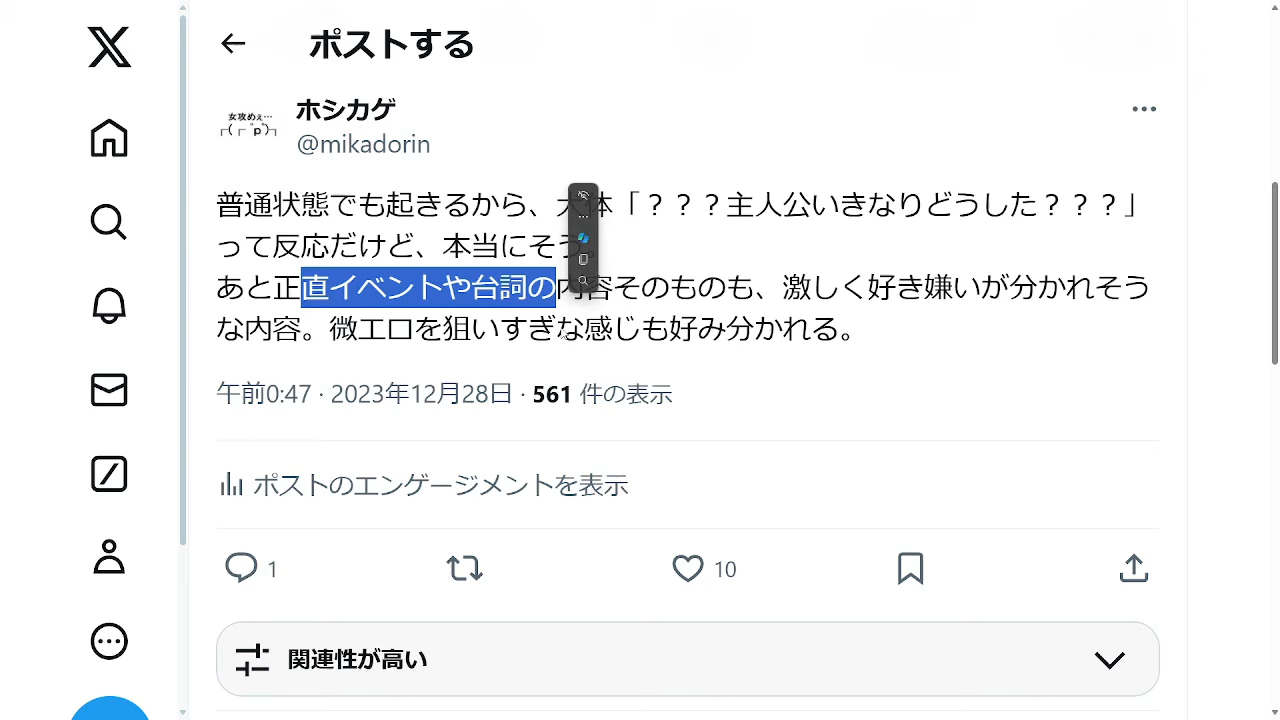 ポストする
女攻めぇ…
ホシカゲ
@mikadorin
普通状態でも起きるから、大体「？？？主人公いきなりどうした？？？」
って反応だけど、本当にそう。
あと正直イベントや台詞の内容そのものも、激しく好き嫌いが分かれそう
な内容。微エロを狙いすぎな感じも好み分かれる。
午前0:47 · 2023年12月28日 · 561 件の表示
ポストのエンゲージメントを表示
1
10
関連性が高い